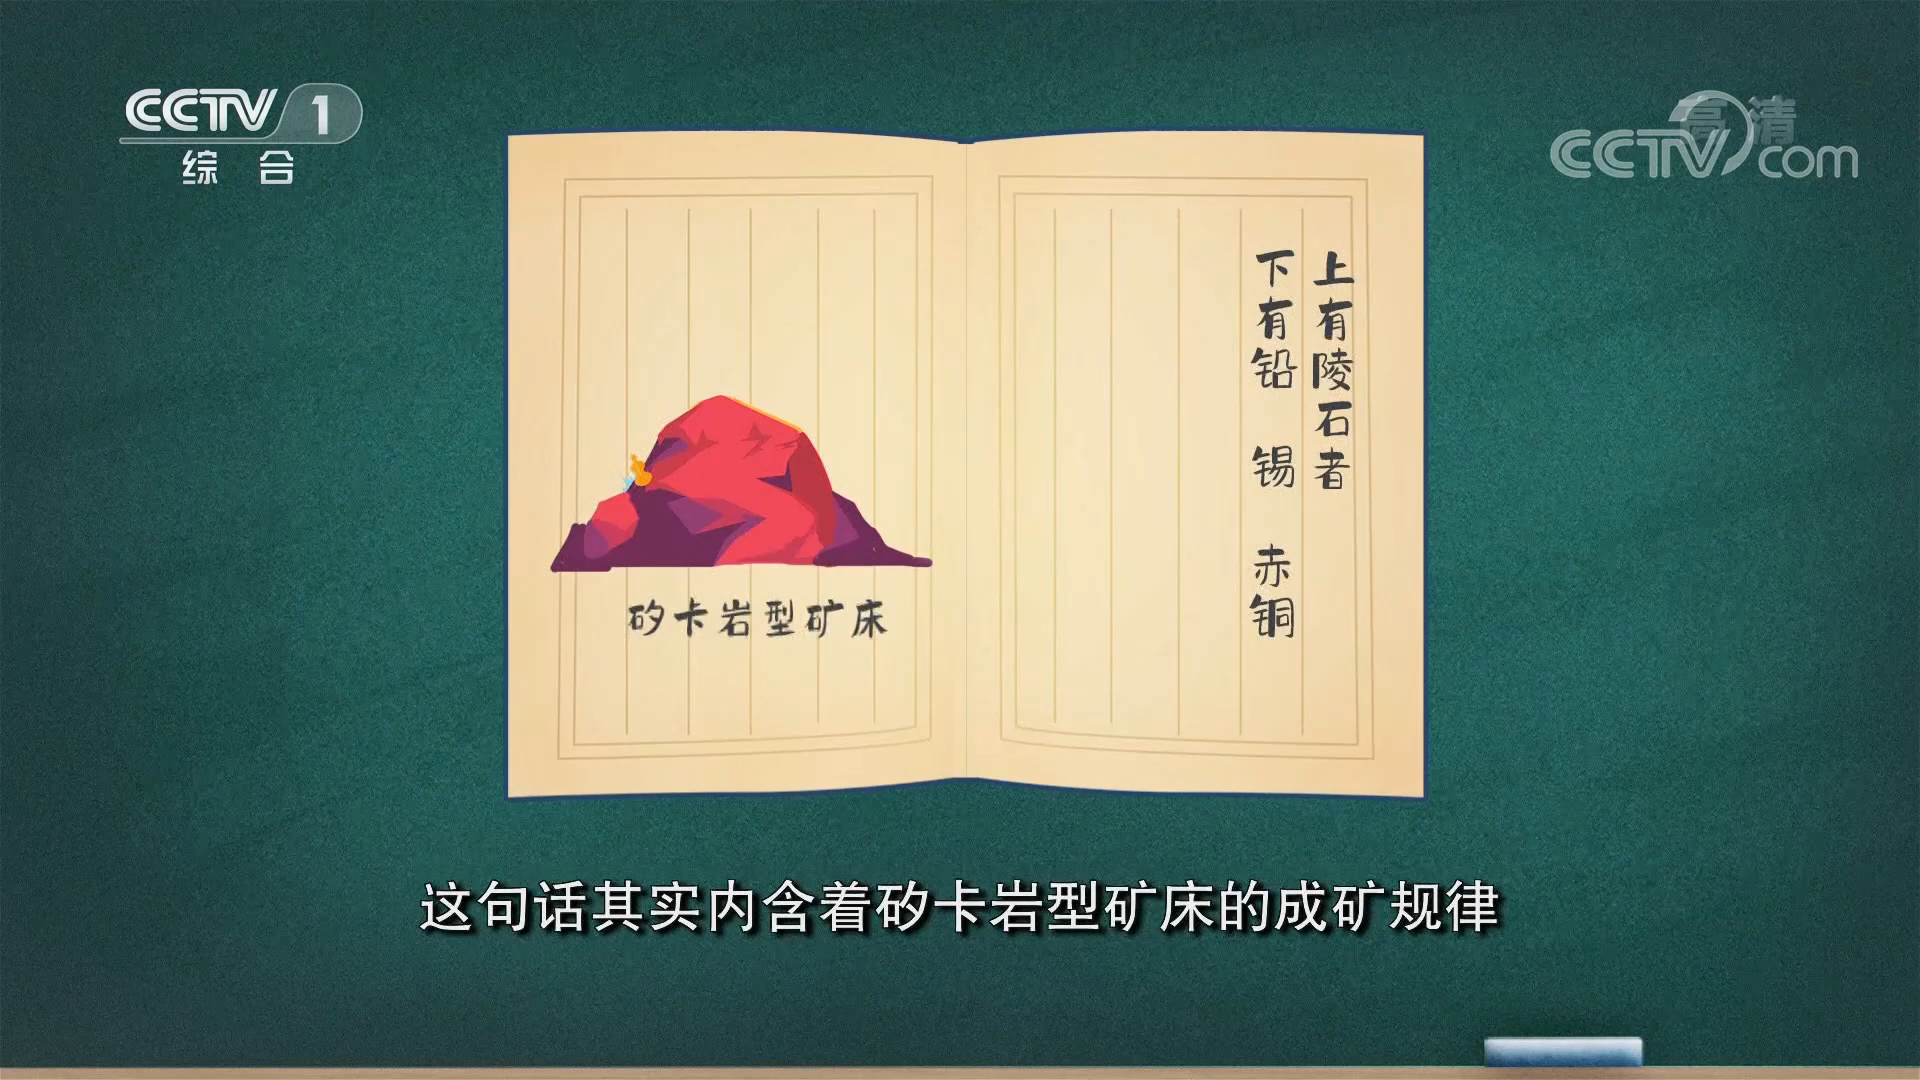 CCTV 1
综合
高清
CCTV.com
上有陵石者
下有铅 锡 赤铜
矽卡岩型矿床
这句话其实内含着矽卡岩型矿床的成矿规律